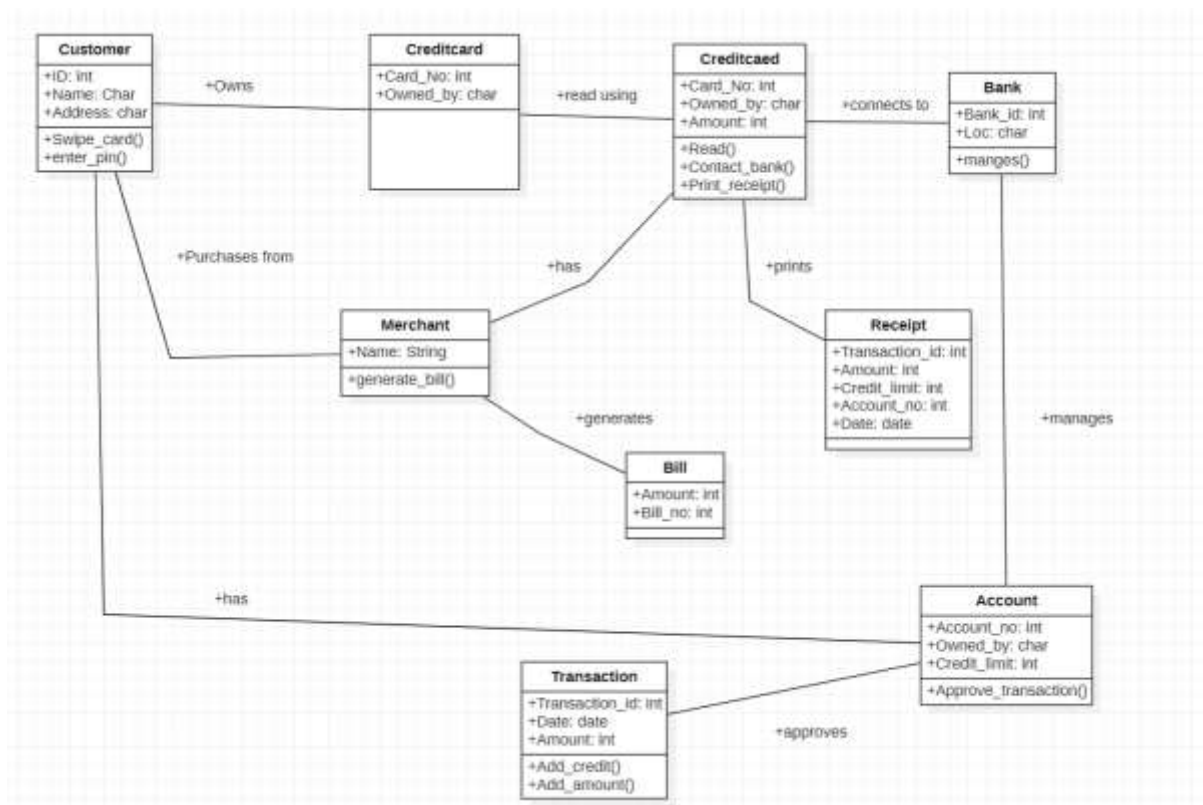 Customer
+ID: int
+Name: Char
+Address: char
+Swipe_card()
+enter_pin()
+Owns
Creditcard
+Card_No: int
+Owned_by: char
+read using
Creditcaed
+Card_No: int
+Owned_by: char
+Amount: int
+Read()
+Contact_bank()
+Print_receipt()
+connects to
Bank
+Bank_id: int
+Loc: char
+manges()
+Purchases from
+has
+prints
Merchant
+Name: String
+generate_bill()
Receipt
+Transaction_id: int
+Amount: int
+Credit_limit: int
+Account_no: int
+Date: date
+generates
+manages
Bill
+Amount: int
+Bill_no: int
+has
Account
+Account_no: int
+Owned_by: char
+Credit_limit: int
+Approve_transaction()
Transaction
+Transaction_id: int
+Date: date
+Amount: int
+Add_credit()
+Add_amount()
+approves